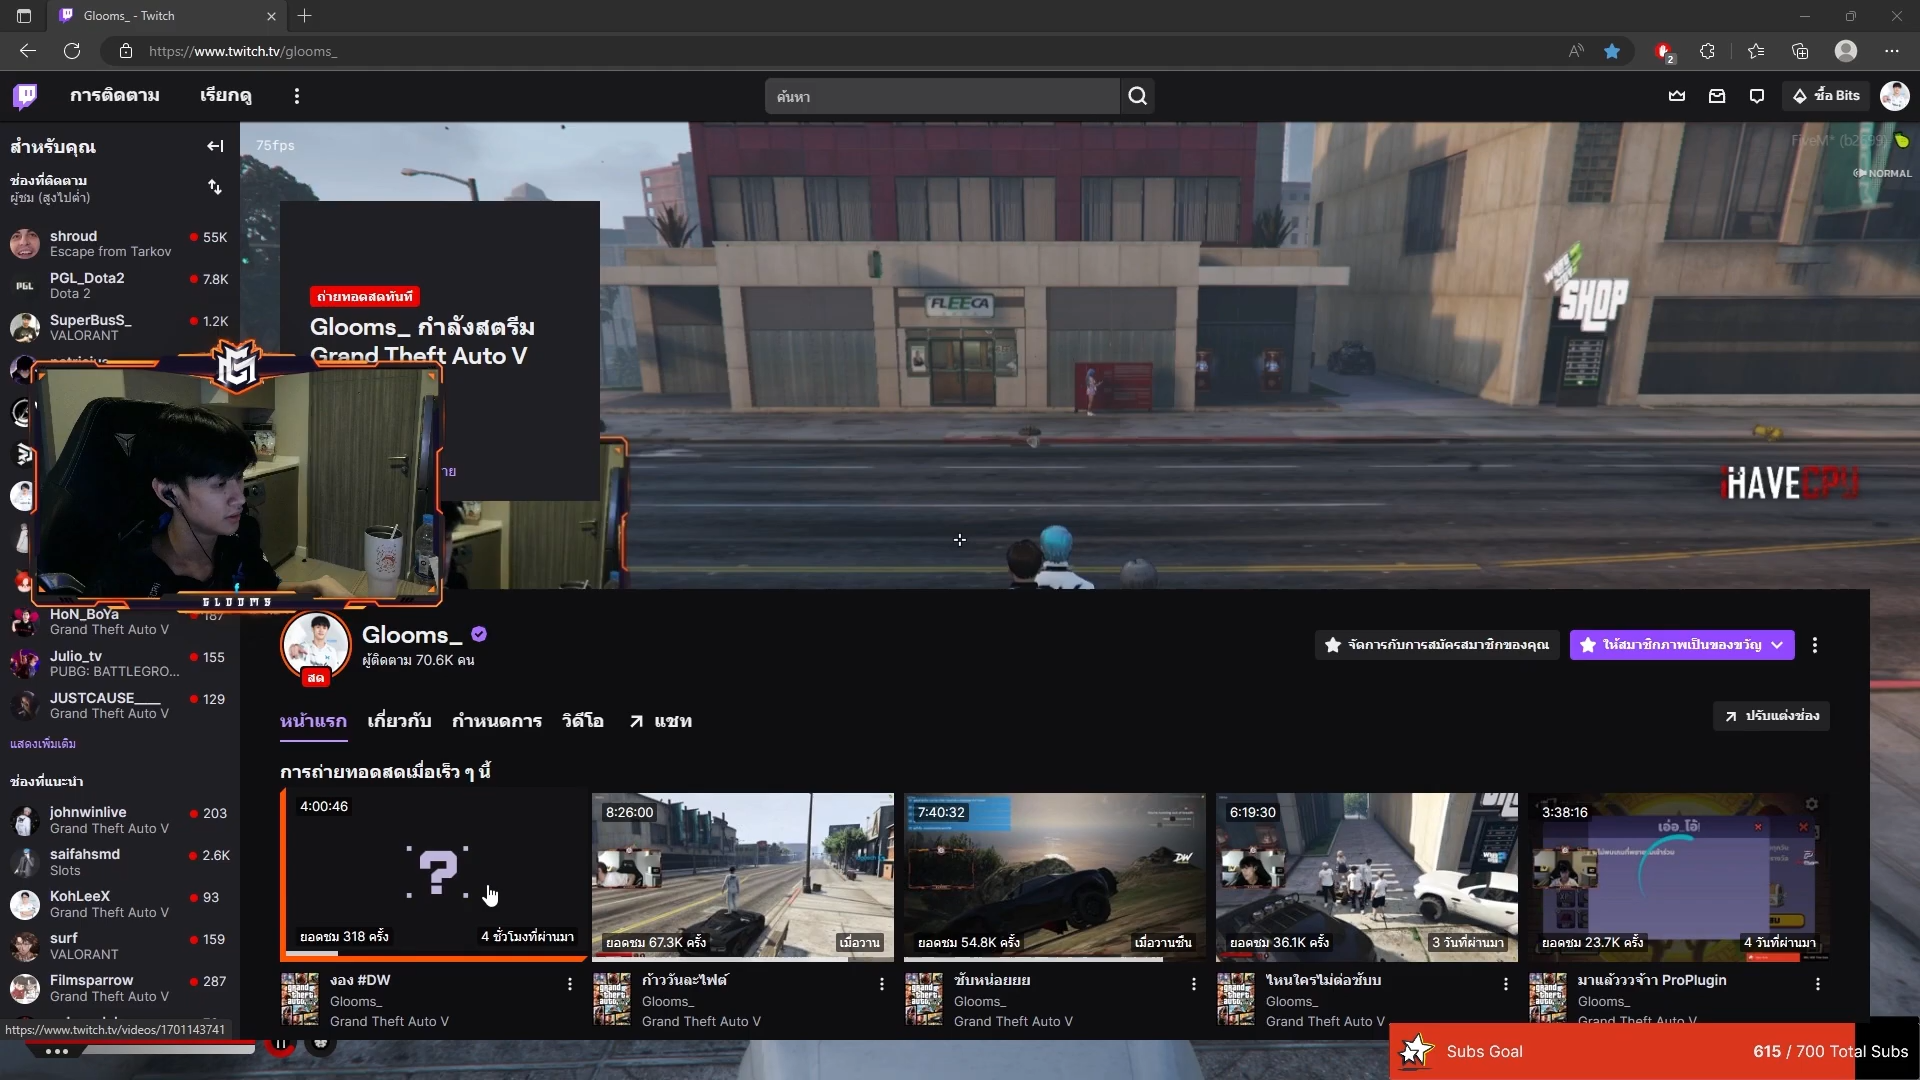 Glooms_ - Twitch
https://www.twitch.tv/glooms_
2
การติดตาม
เรียกดู
ค้นหา
ซื้อ Bits
สำหรับคุณ
ช่องที่ติดตาม
ผู้ชม (สูงไปต่ำ)
shroud
55K
Escape from Tarkov
PGL_Dota2
7.8K
Dota 2
SuperBusS_
1.2K
VALORANT
HoN_BoYa
187
Grand Theft Auto V
Julio_tv
155
PUBG: BATTLEGRO...
JUSTCAUSE____
129
Grand Theft Auto V
แสดงเพิ่มเติม
ช่องที่แนะนำ
johnwinlive
203
Grand Theft Auto V
saifahsmd
2.6K
Slots
KohLeeX
93
Grand Theft Auto V
surf
159
VALORANT
Filmsparrow
287
Grand Theft Auto V
https://www.twitch.tv/videos/1701143741
75fps
NORMAL
ถ่ายทอดสดทันที
Glooms_ กำลังสตรีม
Grand Theft Auto V
FLEECA
SHOP
iHAVECPU
GLOOMS
Glooms_
ผู้ติดตาม 70.6K คน
สด
จัดการกับการสมัครสมาชิกของคุณ
ให้สมาชิกภาพเป็นของขวัญ
หน้าแรก
เกี่ยวกับ
กำหนดการ
วิดีโอ
แชท
ปรับแต่งช่อง
การถ่ายทอดสดเมื่อเร็ว ๆ นี้
4:00:46
ยอดชม 318 ครั้ง
4 ชั่วโมงที่ผ่านมา
งอง #DW
Glooms_
Grand Theft Auto V
8:26:00
ยอดชม 67.3K ครั้ง
เมื่อวาน
ก้าววันละไฟต์
Glooms_
Grand Theft Auto V
7:40:32
DW
ยอดชม 54.8K ครั้ง
เมื่อวานซืน
ซับหน่อยยย
Glooms_
Grand Theft Auto V
6:19:30
ยอดชม 36.1K ครั้ง
3 วันที่ผ่านมา
ไหนใครไม่ต่อซับบ
Glooms_
Grand Theft Auto V
3:38:16
ยอดชม 23.7K ครั้ง
4 วันที่ผ่านมา
มาแล้วววจ้าา ProPlugin
Glooms_
Grand Theft Auto V
Subs Goal
615 / 700 Total Subs